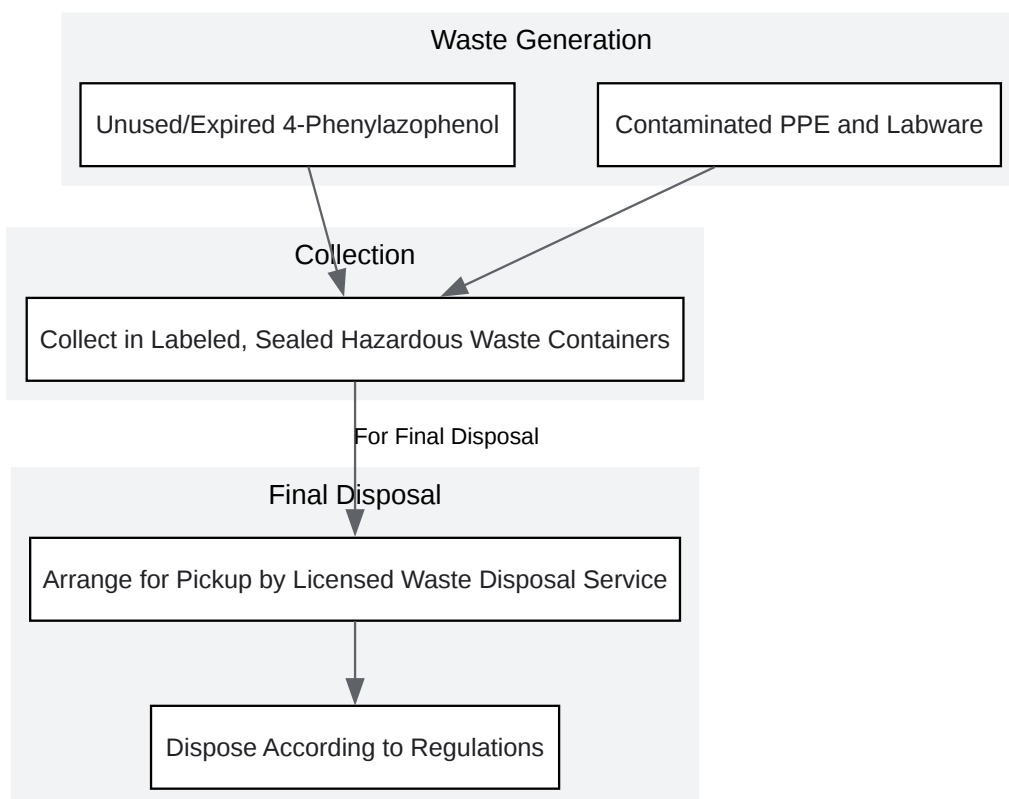 Waste Generation
Unused/Expired 4-Phenylazophenol
Contaminated PPE and Labware
Collection
Collect in Labeled, Sealed Hazardous Waste Containers
For Final Disposal
Final Disposal
Arrange for Pickup by Licensed Waste Disposal Service
Dispose According to Regulations